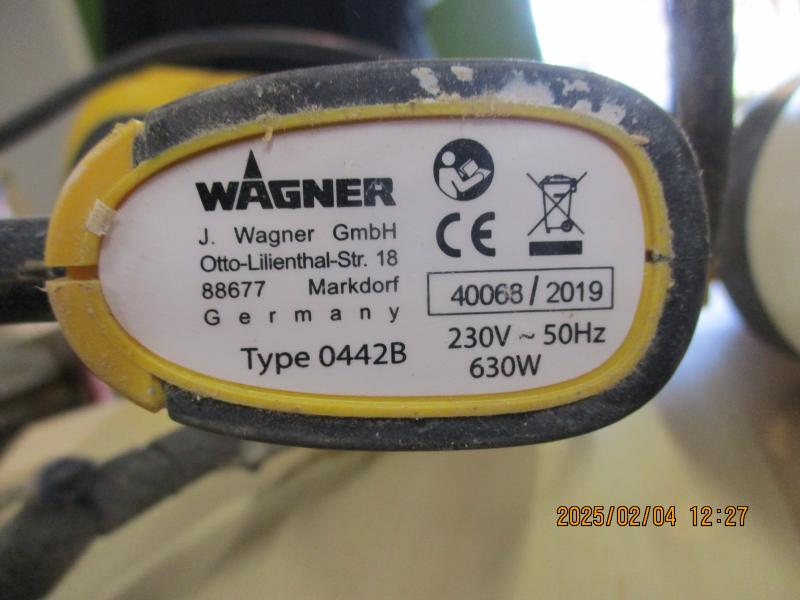 WAGNER
J. Wagner GmbH
Otto-Lilienthal-Str. 18
88677 Markdorf
Germany
Type 0442B
CE
40068 / 2019
230V ~ 50Hz
630W
2025/02/04 12:27